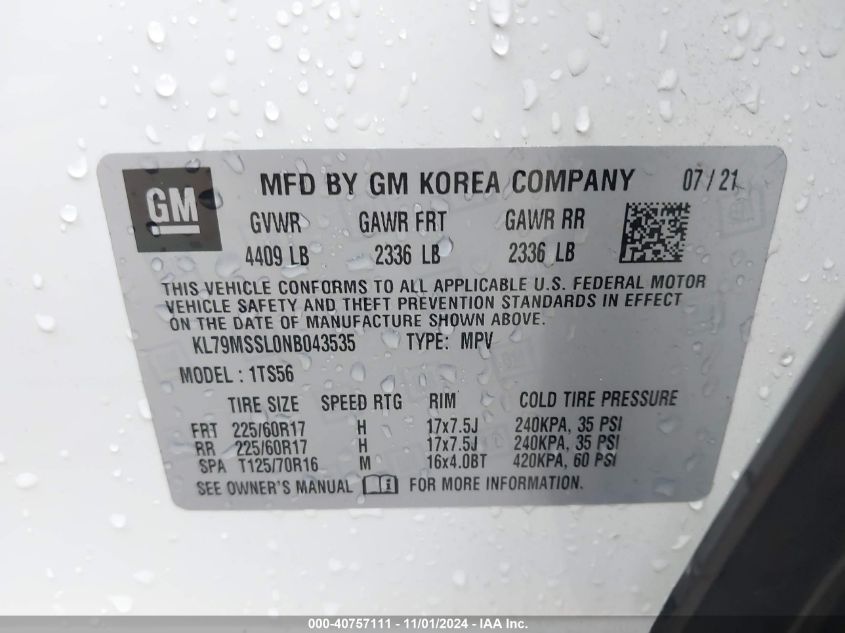 GM
MFD BY GM KOREA COMPANY 07/21
GVWR GAWR FRT GAWR RR
4409 LB 2336 LB 2336 LB
THIS VEHICLE CONFORMS TO ALL APPLICABLE U.S. FEDERAL MOTOR
VEHICLE SAFETY AND THEFT PREVENTION STANDARDS IN EFFECT
ON THE DATE OF MANUFACTURE SHOWN ABOVE.
KL79MSSL0NB043535 TYPE: MPV
MODEL: 1TS56
TIRE SIZE SPEED RTG RIM COLD TIRE PRESSURE
FRT 225/60R17 H 17x7.5J 240KPA, 35 PSI
RR 225/60R17 H 17x7.5J 240KPA, 35 PSI
SPA T125/70R16 M 16x4.0BT 420KPA, 60 PSI
SEE OWNER'S MANUAL FOR MORE INFORMATION.
000-40757111 - 11/01/2024 - IAA Inc.